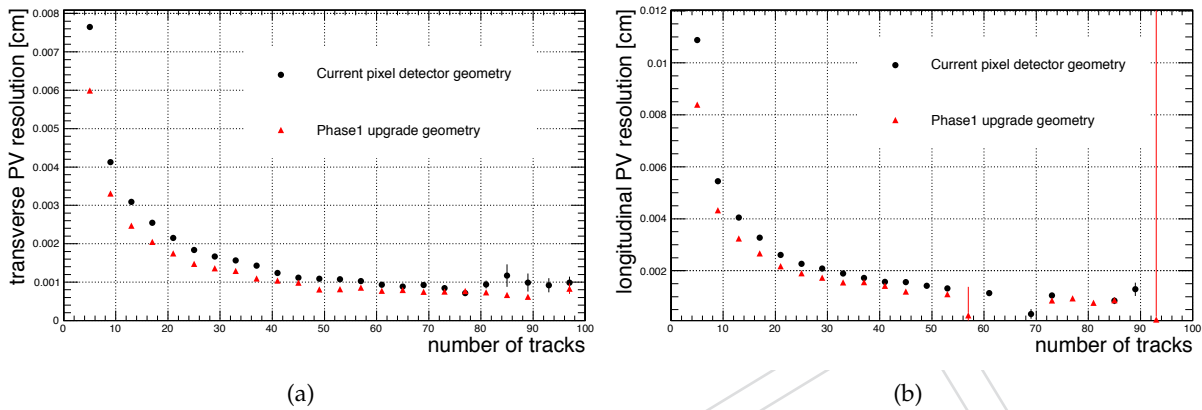 transverse PV resolution [cm]
0.008
0.007
0.006
0.005
0.004
0.003
0.002
0.001
0
0 10 20 30 40 50 60 70 80 90 100
number of tracks
Current pixel detector geometry
Phase1 upgrade geometry
(a)
longitudinal PV resolution [cm]
0.012
0.01
0.008
0.006
0.004
0.002
0 10 20 30 40 50 60 70 80 90 100
number of tracks
Current pixel detector geometry
Phase1 upgrade geometry
(b)